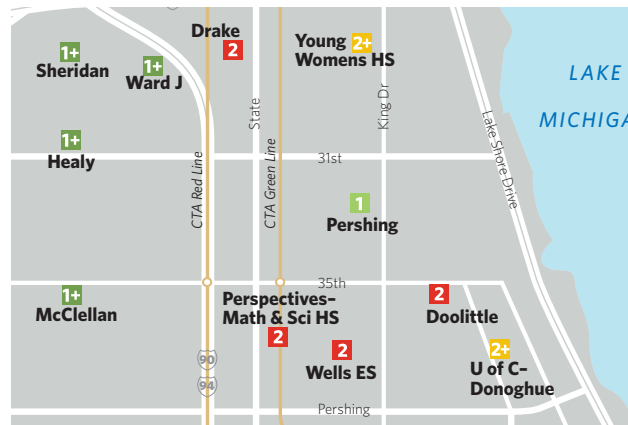 Drake
2
Young 2+
Womens HS
1+
Sheridan
1+
Ward J
LAKE
MICHIGA
State
King Dr
Lake Shore Drive
1+
Healy
CTA Red Line
CTA Green Line
31st
1
Pershing
35th
1+
McClellan
Perspectives–
Math & Sci HS
2
2
Doolittle
2
Wells ES
2+
U of C–
Donoghue
90
94
Pershing